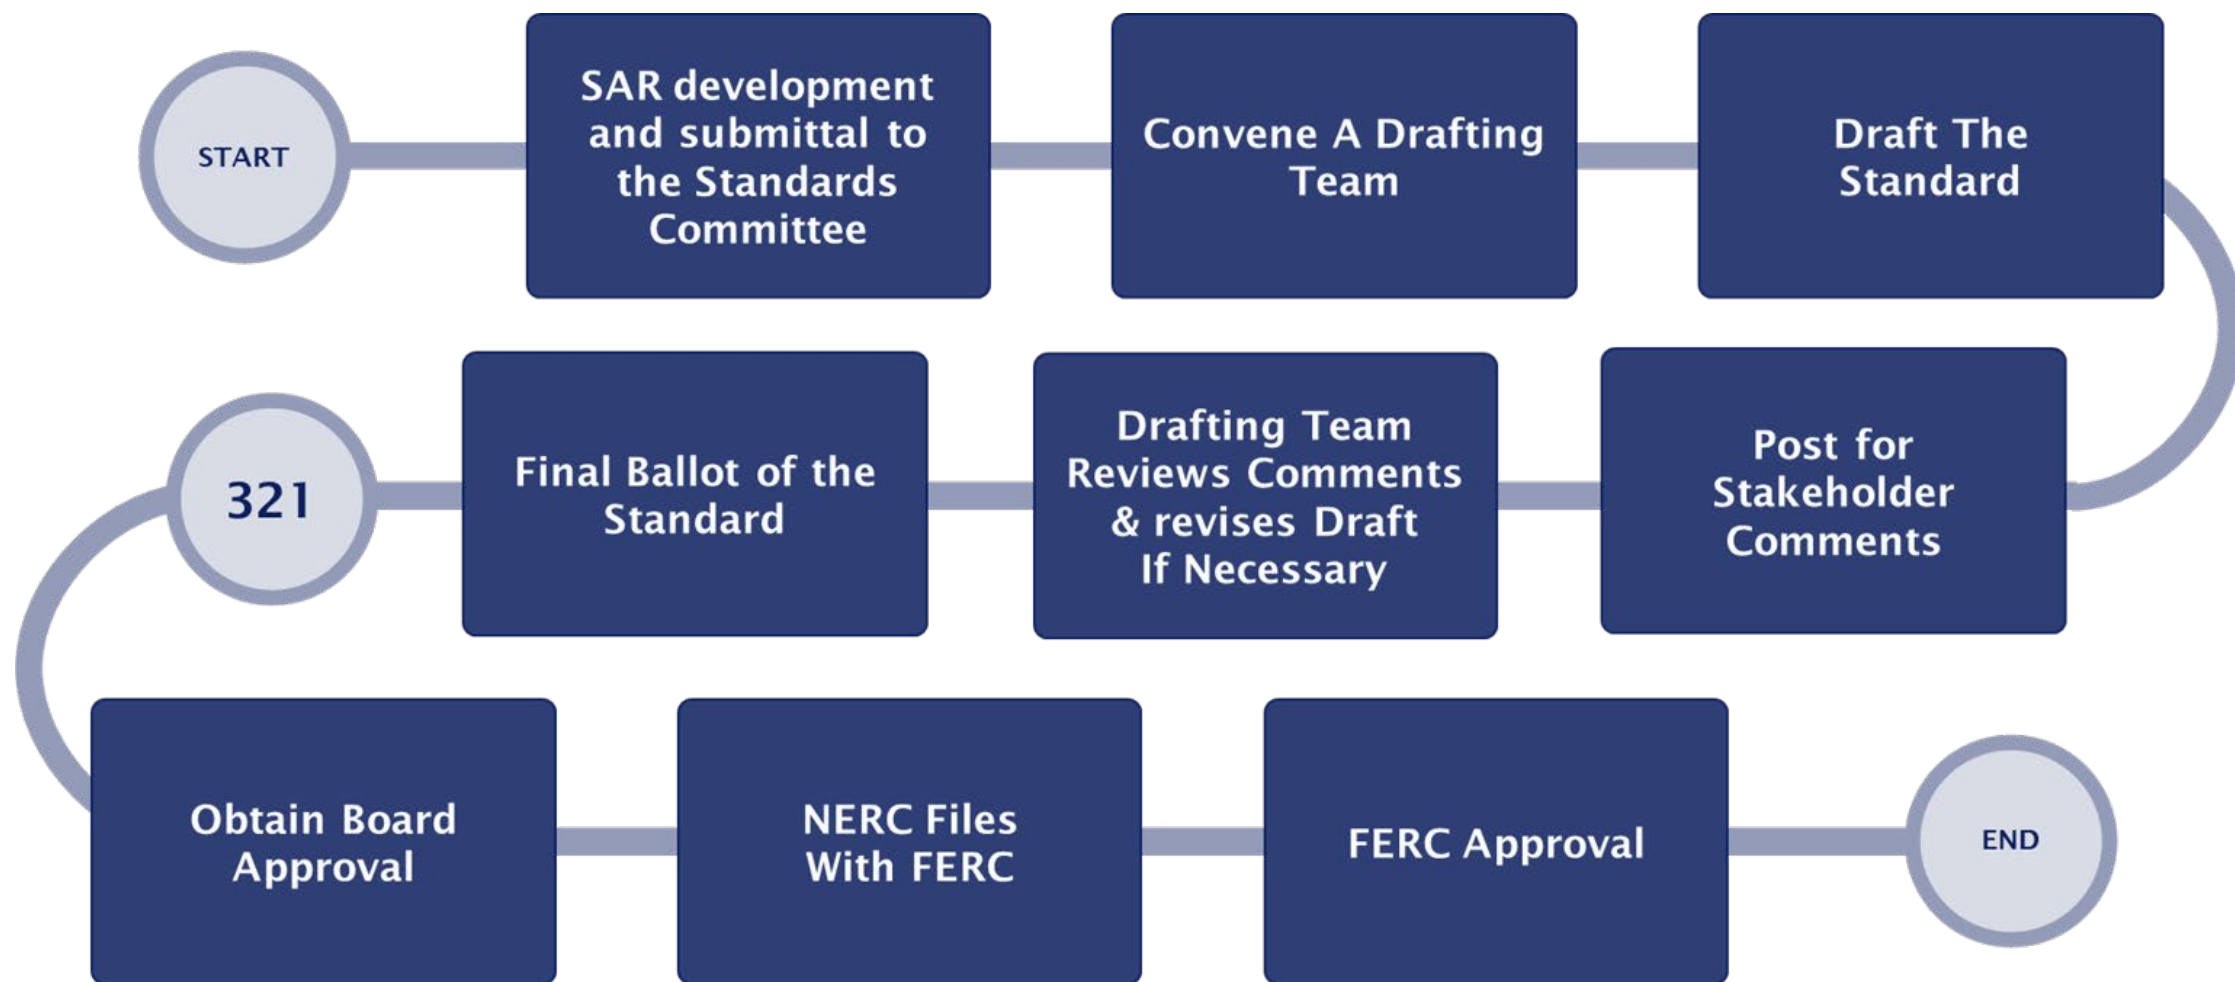 START
SAR development
and submittal to
the Standards
Committee
Convene A Drafting
Team
Draft The
Standard
Post for
Stakeholder
Comments
Drafting Team
Reviews Comments
& revises Draft
If Necessary
Final Ballot of the
Standard
321
Obtain Board
Approval
NERC Files
With FERC
FERC Approval
END